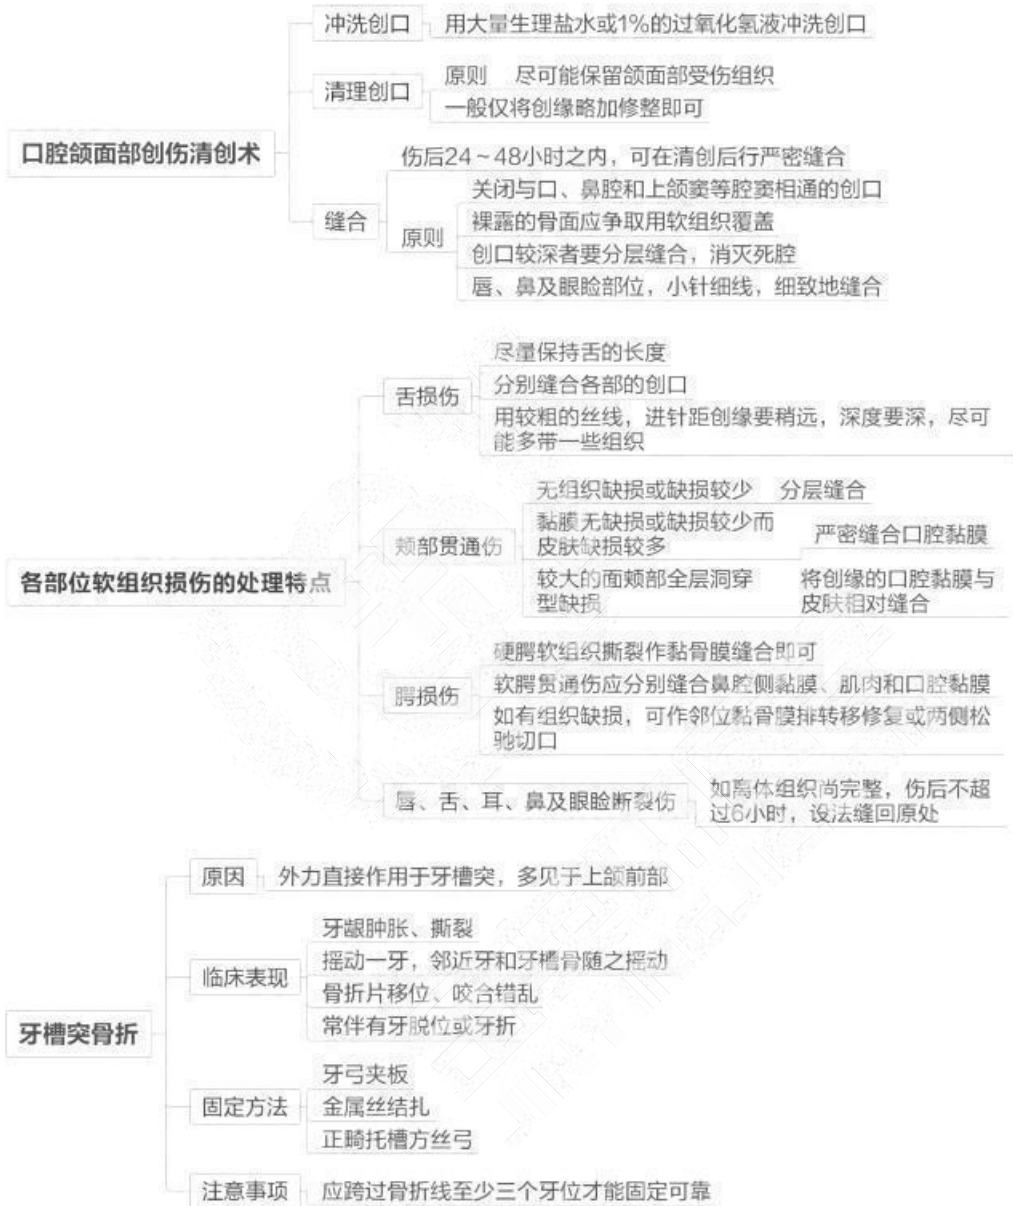 口腔颌面部创伤清创术
冲洗创口
用大量生理盐水或1%的过氧化氢液冲洗创口
清理创口
原则 尽可能保留颌面部受伤组织
一般仅将创缘略加修整即可
缝合
伤后24～48小时之内，可在清创后行严密缝合
原则
关闭与口、鼻腔和上颌窦等腔窦相通的创口
裸露的骨面应争取用软组织覆盖
创口较深者要分层缝合，消灭死腔
唇、鼻及眼睑部位，小针细线，细致地缝合
各部位软组织损伤的处理特点
舌损伤
尽量保持舌的长度
分别缝合各部的创口
用较粗的丝线，进针距创缘要稍远，深度要深，尽可
能多带一些组织
颊部贯通伤
无组织缺损或缺损较少 分层缝合
黏膜无缺损或缺损较少而
皮肤缺损较多
严密缝合口腔黏膜
较大的面颊部全层洞穿
型缺损
将创缘的口腔黏膜与
皮肤相对缝合
腭损伤
硬腭软组织撕裂作黏骨膜缝合即可
软腭贯通伤应分别缝合鼻腔侧黏膜、肌肉和口腔黏膜
如有组织缺损，可作邻位黏骨膜排转移修复或两侧松
驰切口
唇、舌、耳、鼻及眼睑断裂伤
如离体组织尚完整，伤后不超
过6小时，设法缝回原处
牙槽突骨折
原因
外力直接作用于牙槽突，多见于上颌前部
临床表现
牙龈肿胀、撕裂
摇动一牙，邻近牙和牙槽骨随之摇动
骨折片移位、咬合错乱
常伴有牙脱位或牙折
固定方法
牙弓夹板
金属丝结扎
正畸托槽方丝弓
注意事项
应跨过骨折线至少三个牙位才能固定可靠